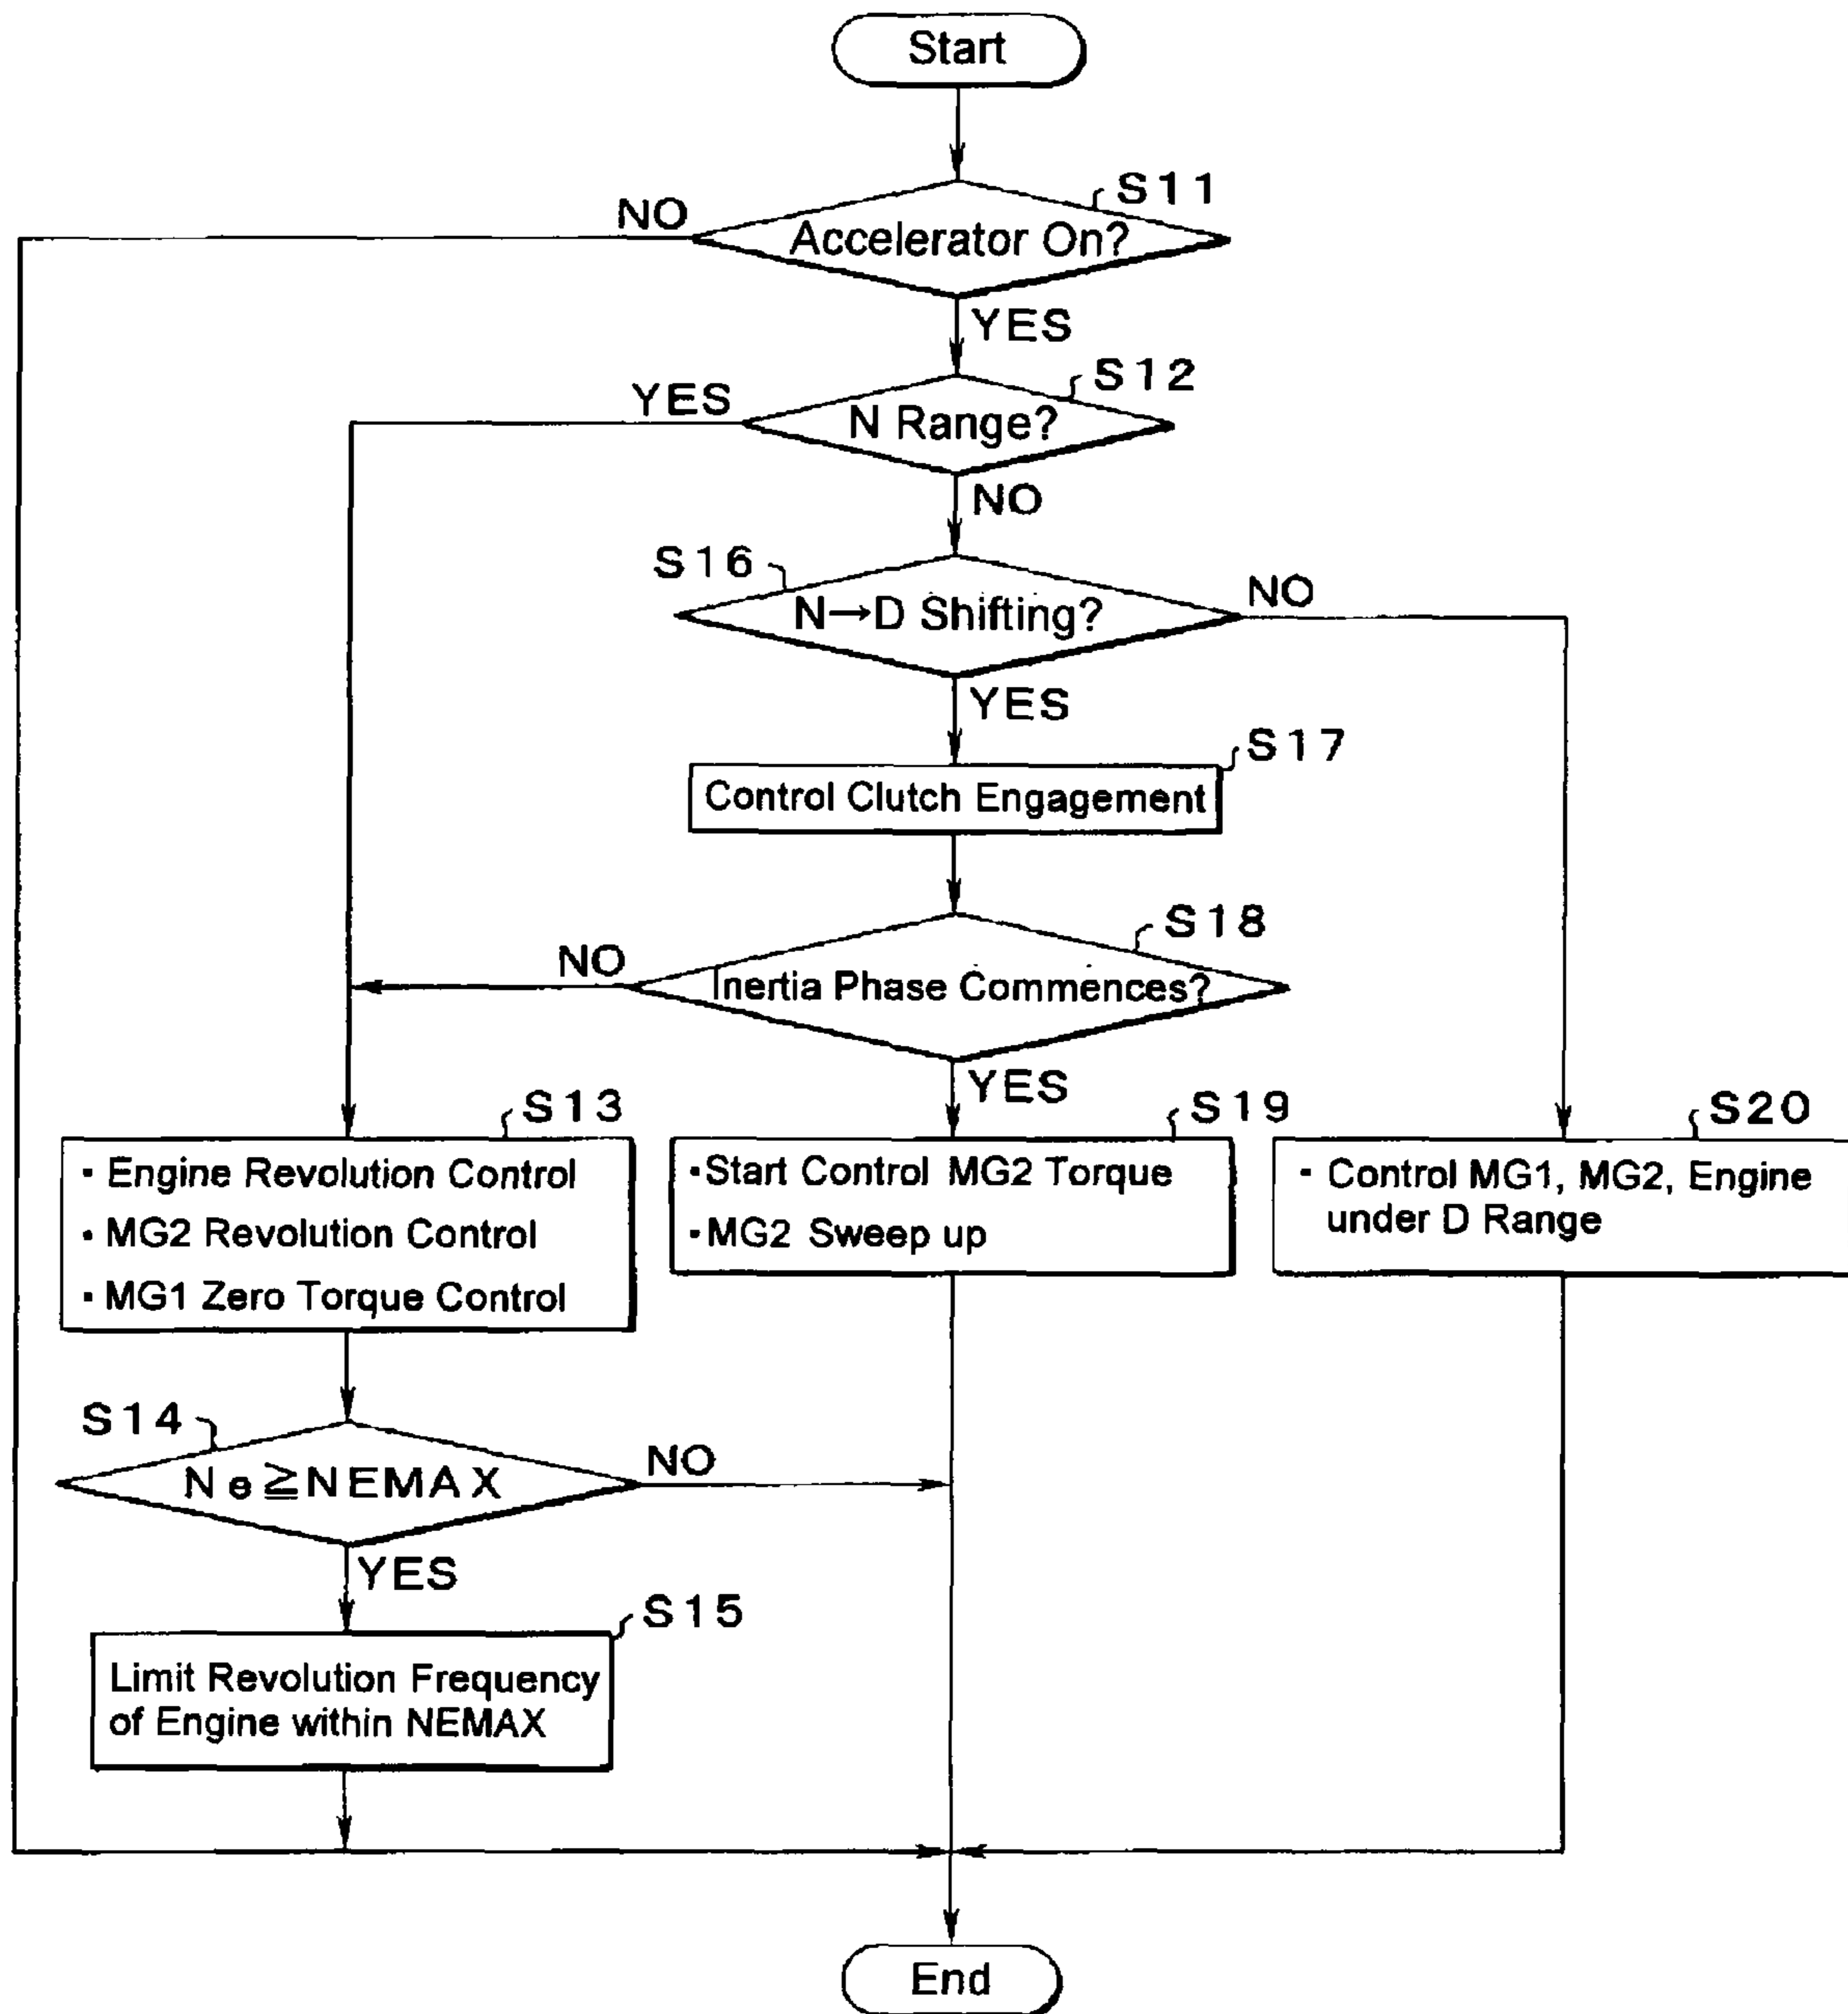 Start
S11
NO
Accelerator On?
YES
S12
YES
N Range?
NO
S16
NO
N→D Shifting?
YES
S17
Control Clutch Engagement
S18
NO
Inertia Phase Commences?
YES
S13
S19
S20
· Engine Revolution Control
· MG2 Revolution Control
· MG1 Zero Torque Control
·Start Control MG2 Torque
·MG2 Sweep up
· Control MG1, MG2, Engine
under D Range
S14
NO
Ne≧NEMAX
YES
S15
Limit Revolution Frequency
of Engine within NEMAX
End